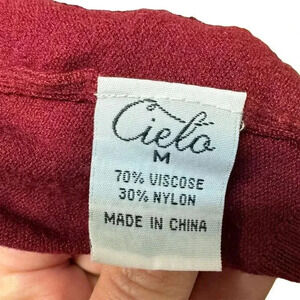 Cielo
M
70% VISCOSE
30% NYLON
MADE IN CHINA